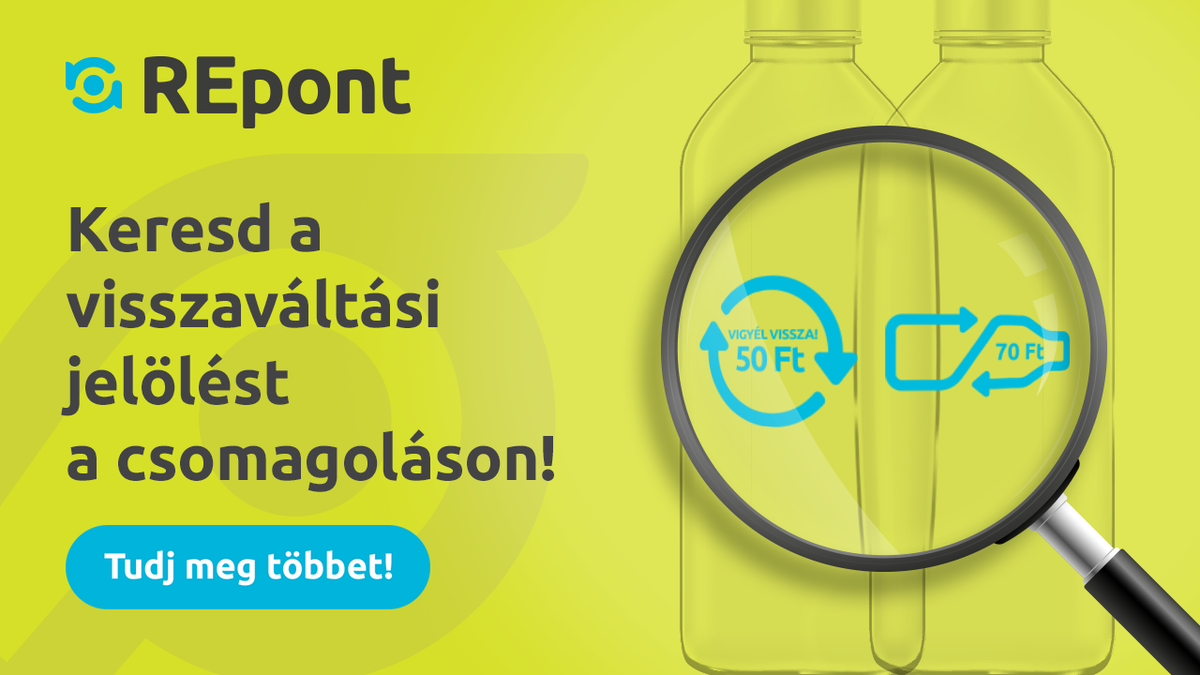 REpont
Keresd a
visszaváltási
jelölést
a csomagoláson!
Tudj meg többet!
VIGYÉL VISSZA!
50 Ft
70 Ft